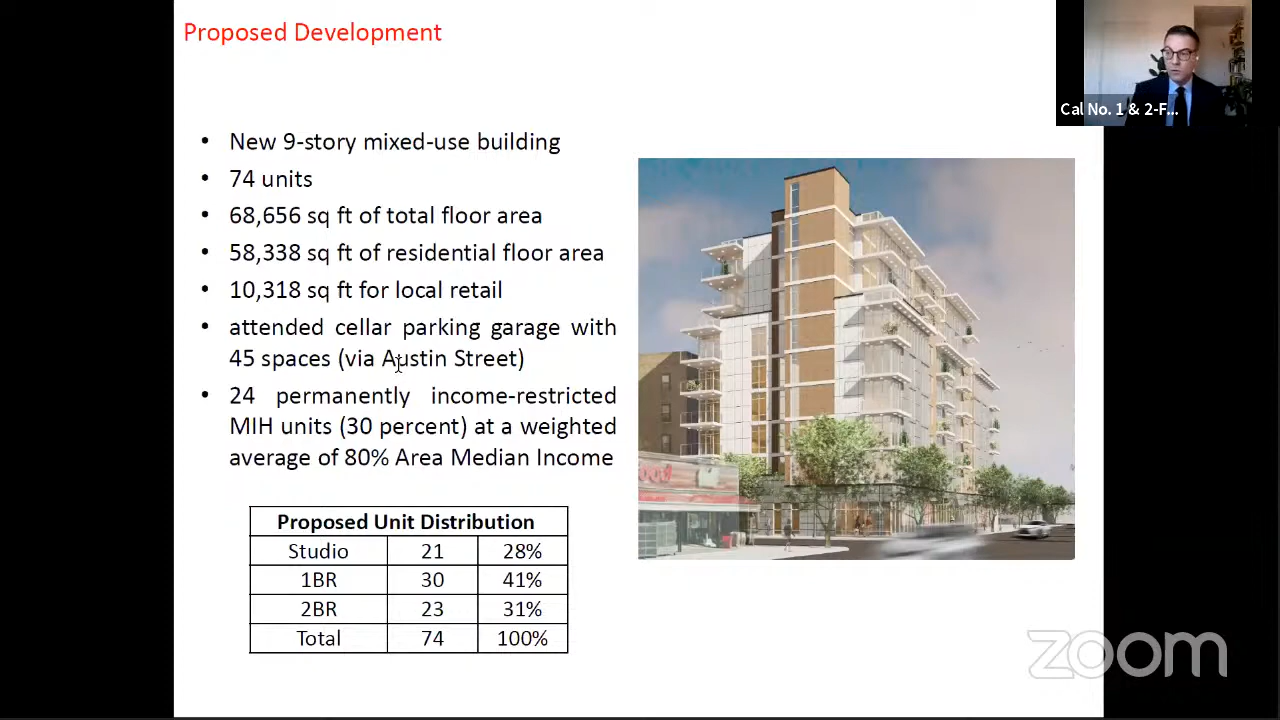 Proposed Development
Cal No. 1 & 2-F...
• New 9-story mixed-use building
• 74 units
• 68,656 sq ft of total floor area
• 58,338 sq ft of residential floor area
• 10,318 sq ft for local retail
• attended cellar parking garage with
45 spaces (via Austin Street)
• 24 permanently income-restricted
MIH units (30 percent) at a weighted
average of 80% Area Median Income
Proposed Unit Distribution
Studio 21 28%
1BR 30 41%
2BR 23 31%
Total 74 100%
zoom